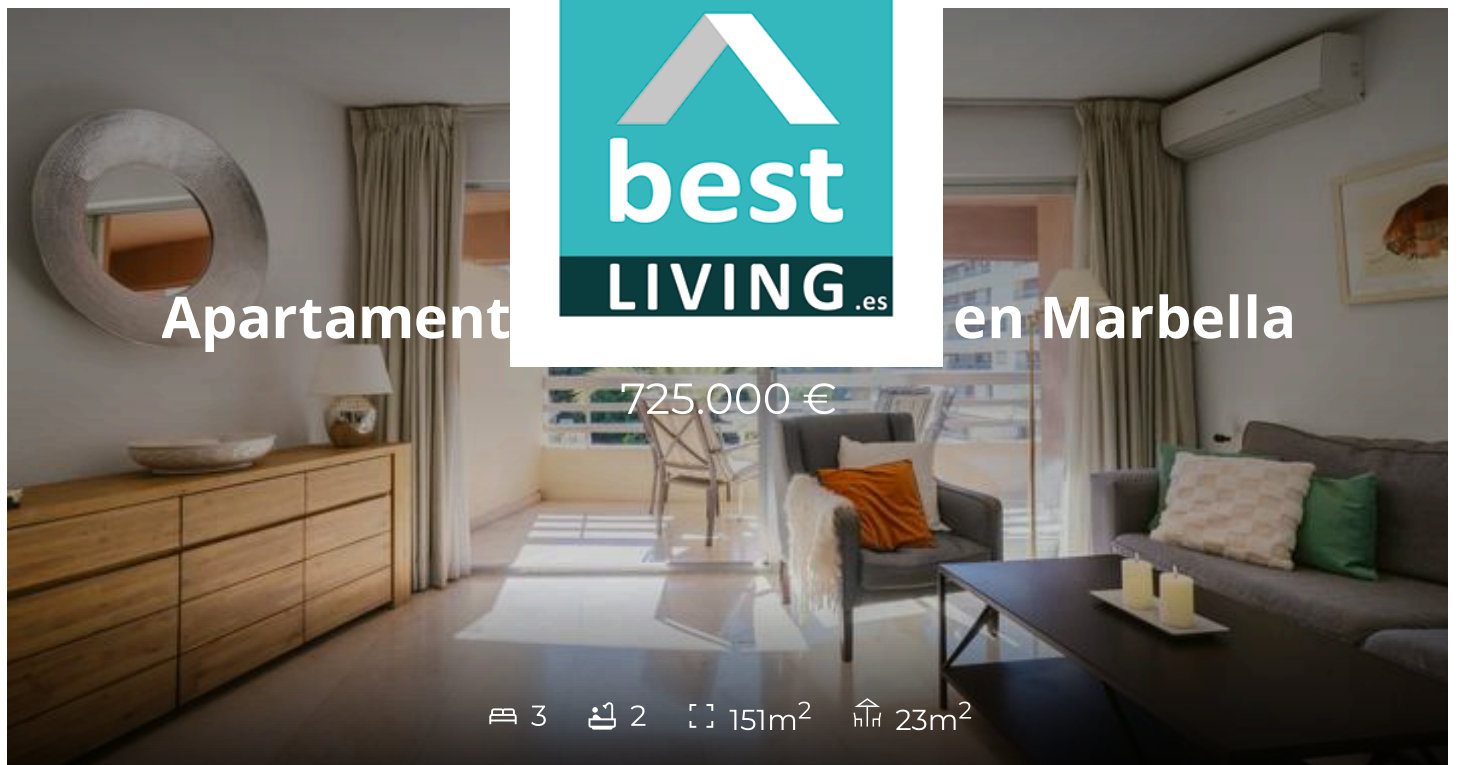 best
LIVING.es
Apartament en Marbella
725.000 €
3 2 151m² 23m²